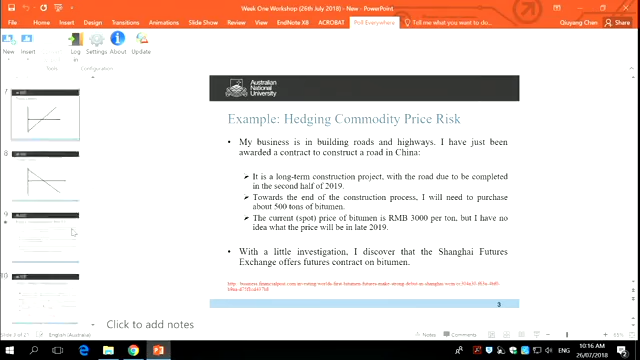 Week One Workshop (26th July 2018) - New - PowerPoint
Qiuyang Chen
File
Home
Insert
Design
Transitions
Animations
Slide Show
Review
View
EndNote X8
ACROBAT
Poll Everywhere
Tell me what you want to do...
Share
New
Insert
Log in
Settings
About
Update
Configuration
7
8
9
10
Australian
National
University
Example: Hedging Commodity Price Risk
• My business is in building roads and highways. I have just been
awarded a contract to construct a road in China:
➢ It is a long-term construction project, with the road due to be completed
in the second half of 2019.
➢ Towards the end of the construction process, I will need to purchase
about 500 tons of bitumen.
➢ The current (spot) price of bitumen is RMB 3000 per ton, but I have no
idea what the price will be in late 2019.
• With a little investigation, I discover that the Shanghai Futures
Exchange offers futures contract on bitumen.
3
Click to add notes
English (Australia)
Notes
Comments
10:16 AM
26/07/2018